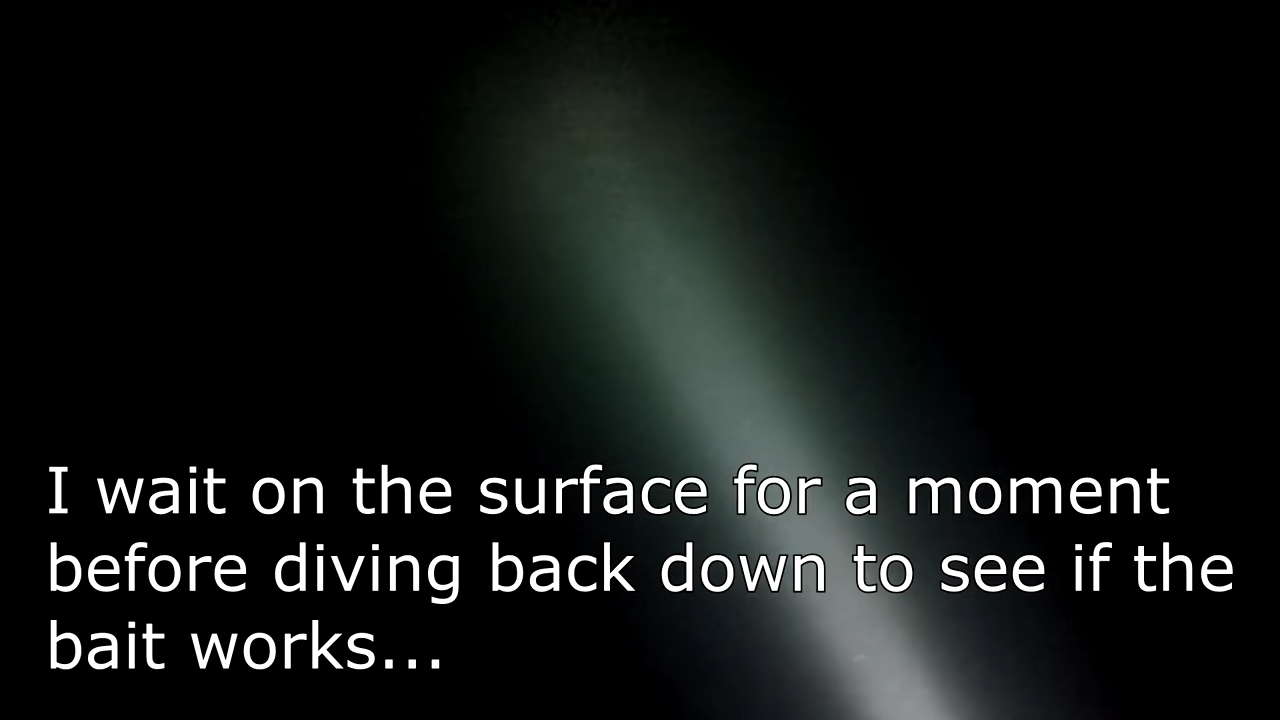 I wait on the surface for a moment
before diving back down to see if the
bait works...